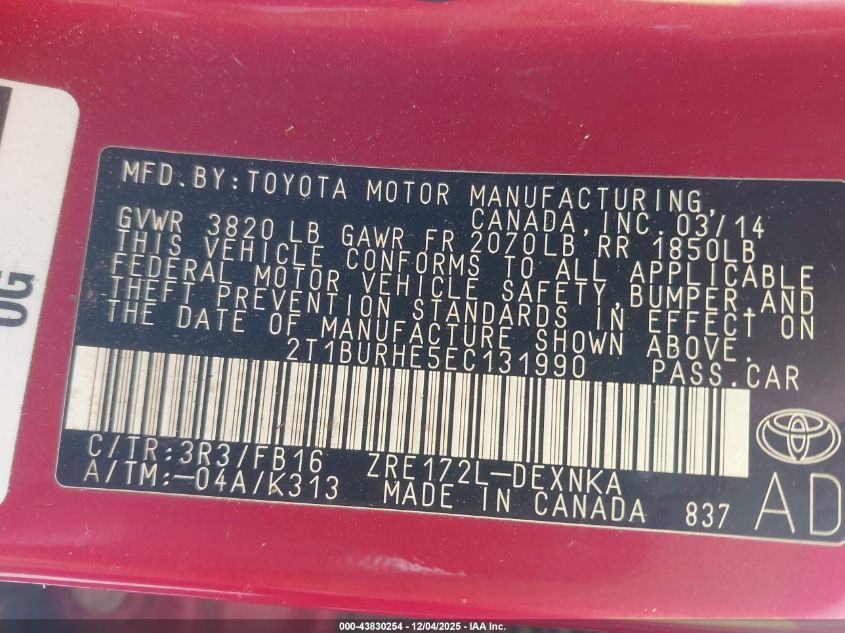 MFD.BY:TOYOTA MOTOR MANUFACTURING,
CANADA,INC. 03/14
GVWR 3820 LB GAWR FR 2070LB, RR 1850LB
THIS VEHICLE CONFORMS TO ALL APPLICABLE
FEDERAL MOTOR VEHICLE SAFETY,BUMPER,AND
THEFT PREVENTION STANDARDS IN EFFECT ON
THE DATE OF MANUFACTURE SHOWN ABOVE.
2T1BURHE5EC131990 PASS.CAR
C/TR:3R3/FB16 ZRE172L-DEXNKA
A/TM:-04A/K313 MADE IN CANADA 837 AD
OG
000-43830254 - 12/04/2025 - IAA Inc.